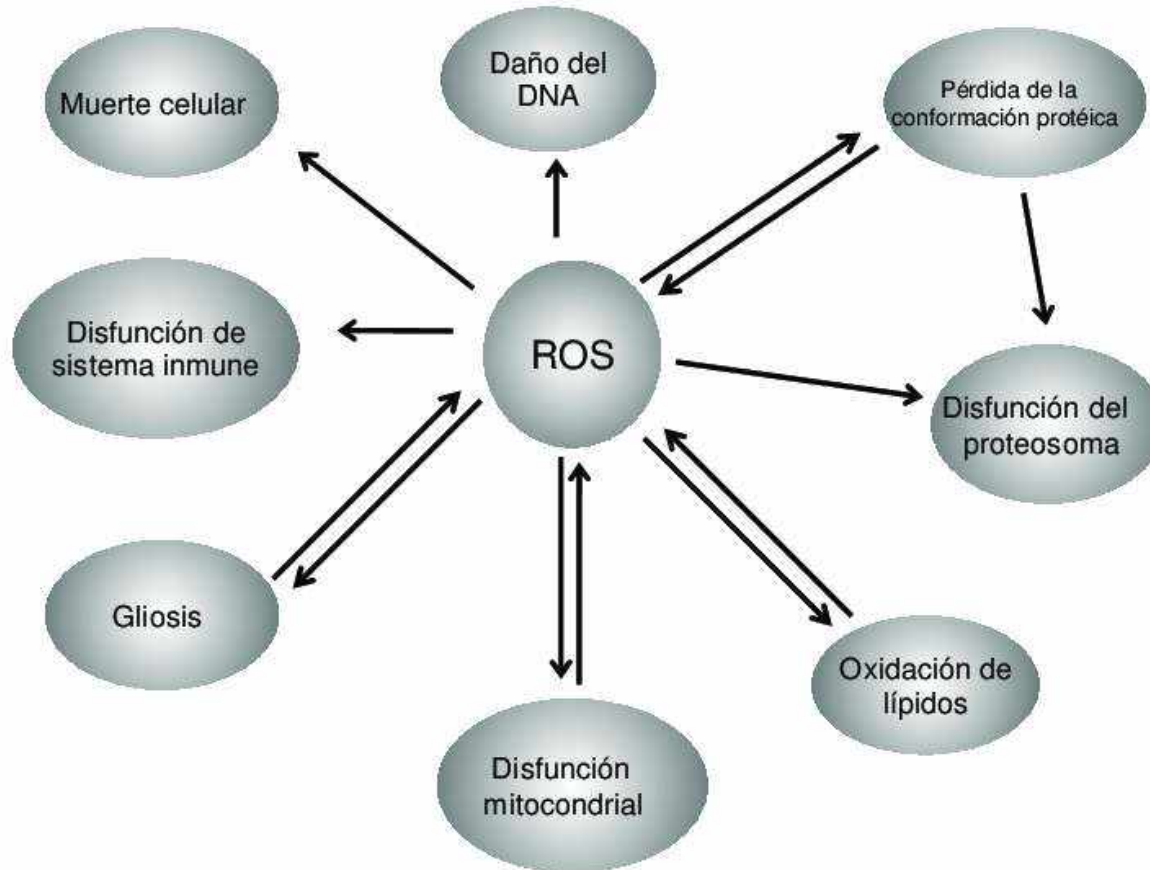 Daño del
DNA
Muerte celular
Pérdida de la
conformación protéica
Disfunción de
sistema inmune
ROS
Disfunción del
proteosoma
Gliosis
Oxidación de
lípidos
Disfunción
mitocondrial